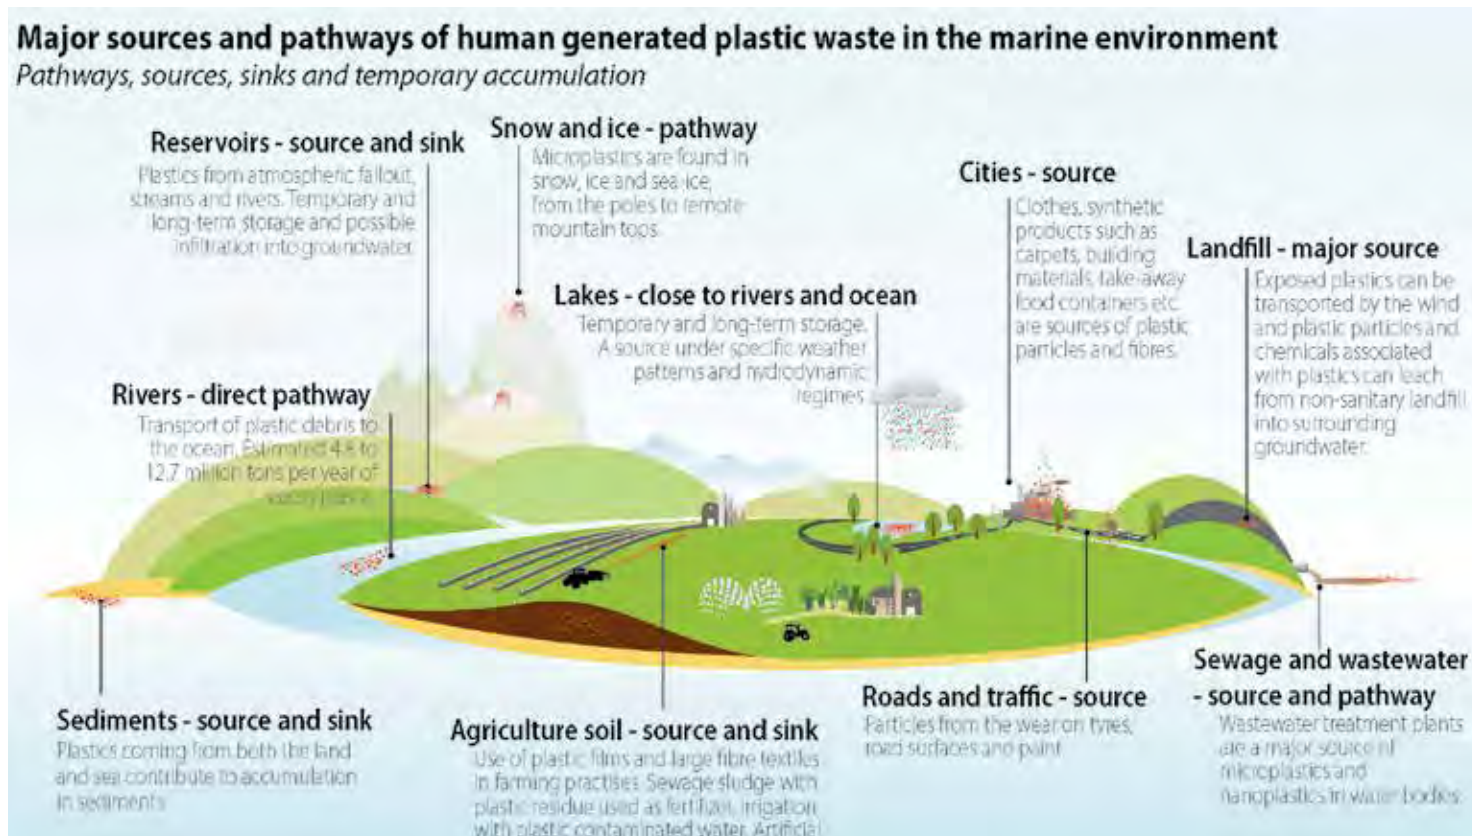 Major sources and pathways of human generated plastic waste in the marine environment
Pathways, sources, sinks and temporary accumulation
Reservoirs - source and sink
Plastics from atmospheric fallout,
streams and rivers. Temporary and
long-term storage and possible
infiltration into groundwater.
Snow and ice - pathway
Microplastics are found in
snow, ice and sea-ice,
from the poles to remote
mountain tops.
Cities - source
Clothes, synthetic
products such as
carpets, building
materials, take-away
food containers etc.
are sources of plastic
particles and fibres.
Landfill - major source
Exposed plastics can be
transported by the wind
and plastic particles and
chemicals associated
with plastics can leach
from non-sanitary landfill
into surrounding
groundwater.
Lakes - close to rivers and ocean
Temporary and long-term storage.
A source under specific weather
patterns and hydrodynamic
regimes.
Rivers - direct pathway
Transport of plastic debris to
the ocean. Estimated 4.8 to
12.7 million tons per year of
Sediments - source and sink
Plastics coming from both the land
and sea contribute to accumulation
in sediments.
Agriculture soil - source and sink
Use of plastic films and large fibre textiles
in farming practises. Sewage sludge with
plastic residue used as fertilizer, irrigation
with plastic contaminated water. Artificial
Roads and traffic - source
Particles from the wear on tyres,
road surfaces and paint.
Sewage and wastewater
- source and pathway
Wastewater treatment plants
are a major source of
microplastics and
nanoplastics in water bodies.